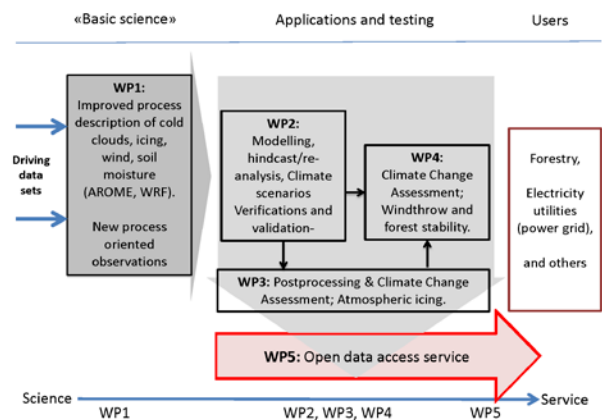 «Basic science»
Applications and testing
Users
Driving
data
sets
WP1:
Improved process
description of cold
clouds, icing,
wind, soil
moisture
(AROME, WRF).
New process
oriented
observations
WP2:
Modelling,
hindcast/re-
analysis, Climate
scenarios
Verifications and
validation-
WP4:
Climate Change
Assessment;
Windthrow and
forest stability.
WP3: Postprocessing & Climate Change
Assessment; Atmospheric icing.
Forestry,
Electricity
utilities
(power grid),
and others
WP5: Open data access service
Science
Service
WP1
WP2, WP3, WP4
WP5